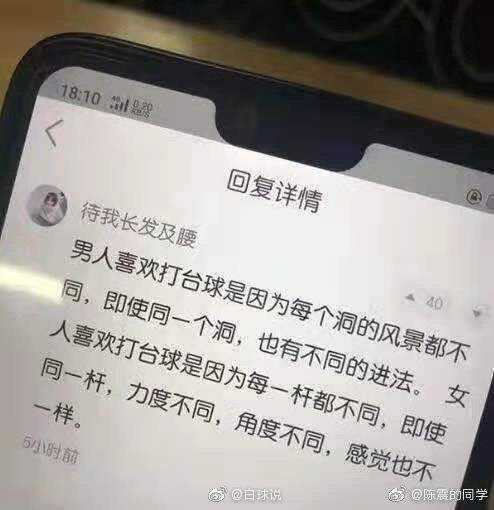 18:10 4G 0.20 KB/S
回复详情
待我长发及腰
40
男人喜欢打台球是因为每个洞的风景都不
同，即使同一个洞，也有不同的进法。 女
人喜欢打台球是因为每一杆都不同，即使
同一杆，力度不同，角度不同，感觉也不
一样。
5小时前
@白球说
@陈震的同学